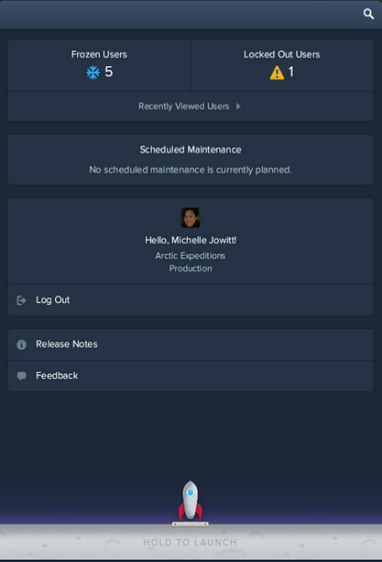 Frozen Users
5
Locked Out Users
1
Recently Viewed Users
Scheduled Maintenance
No scheduled maintenance is currently planned.
Hello, Michelle Jowitt!
Arctic Expeditions
Production
Log Out
Release Notes
Feedback
HOLD TO LAUNCH